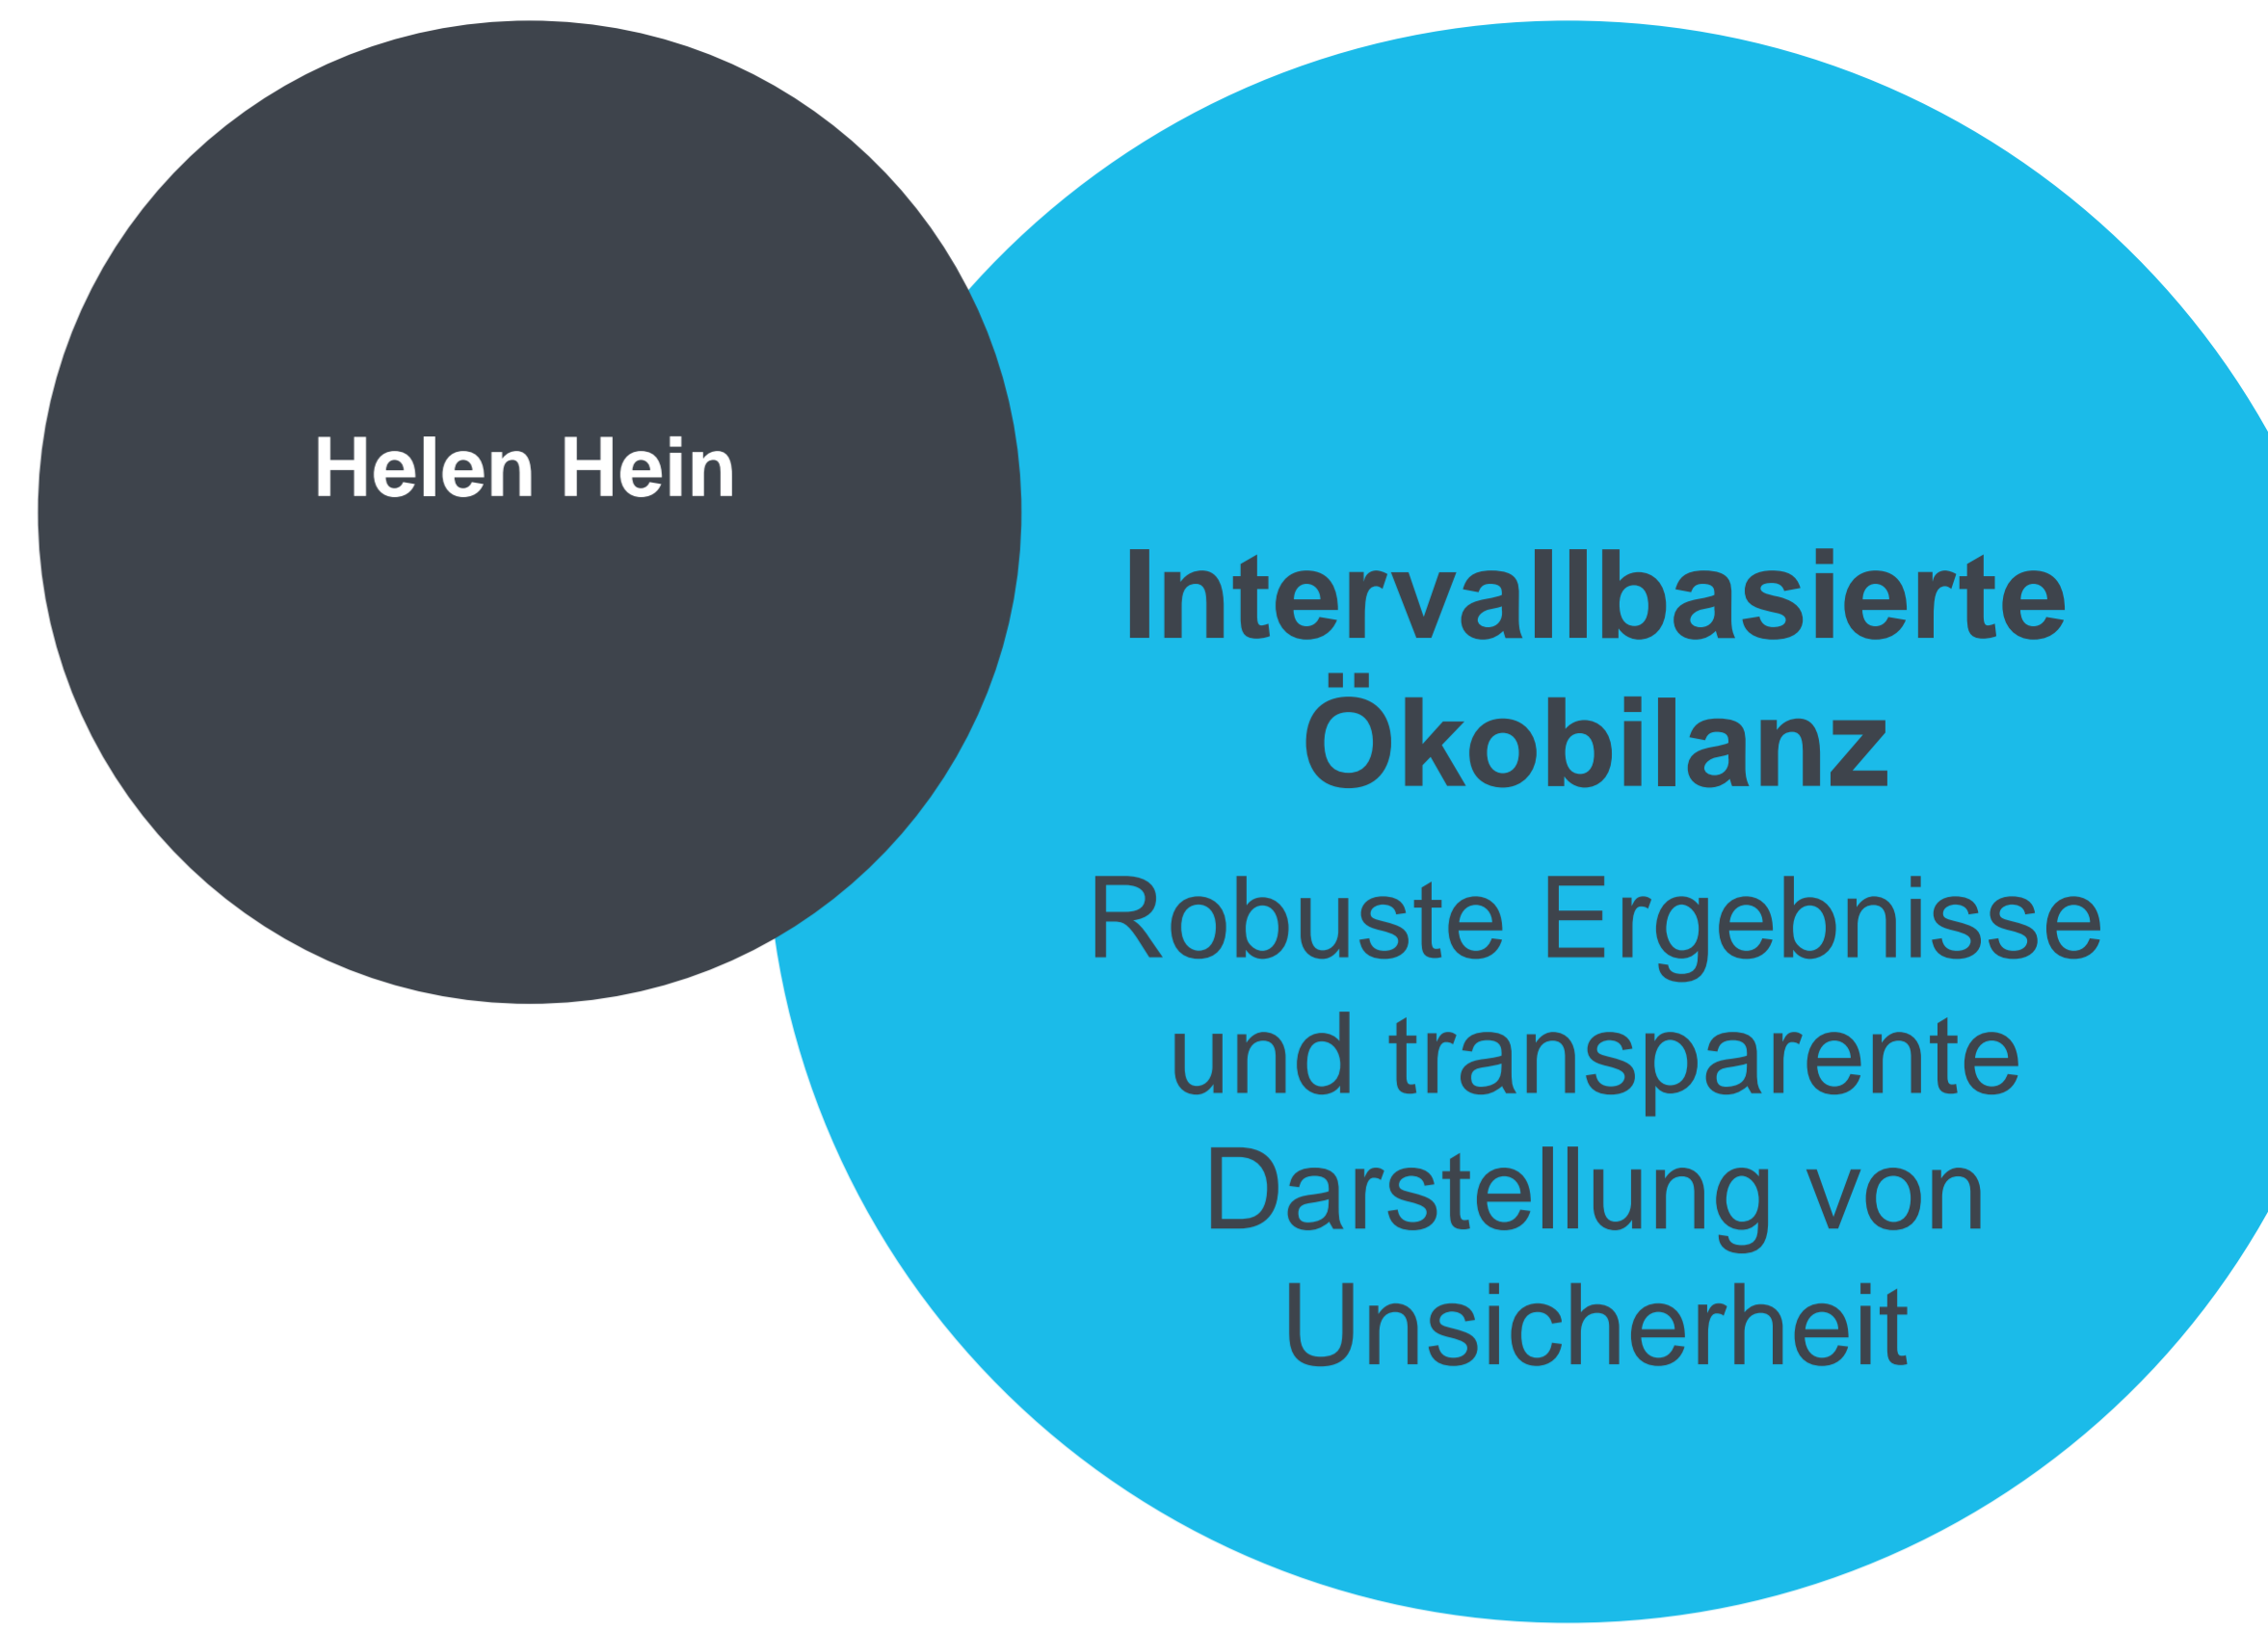 Helen Hein
Intervallbasierte
Ökobilanz
Robuste Ergebnisse
und transparente
Darstellung von
Unsicherheit